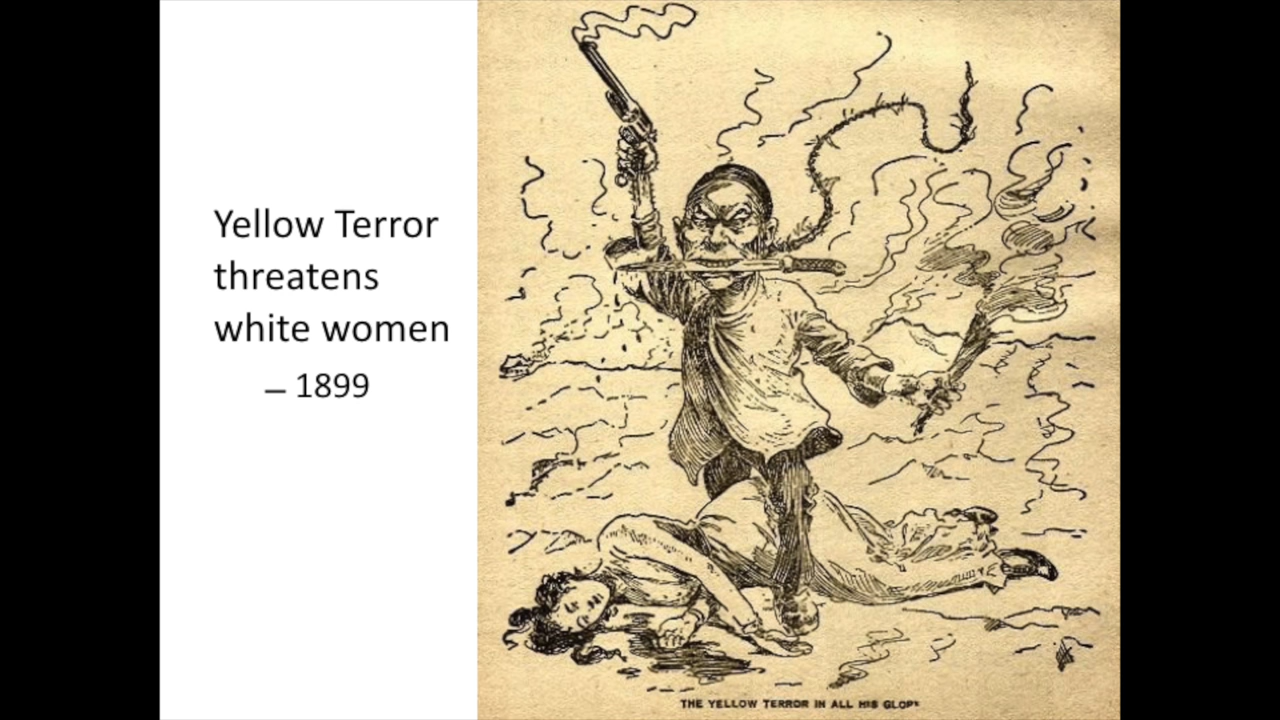 Yellow Terror
threatens
white women
– 1899
THE YELLOW TERROR IN ALL HIS GLORY